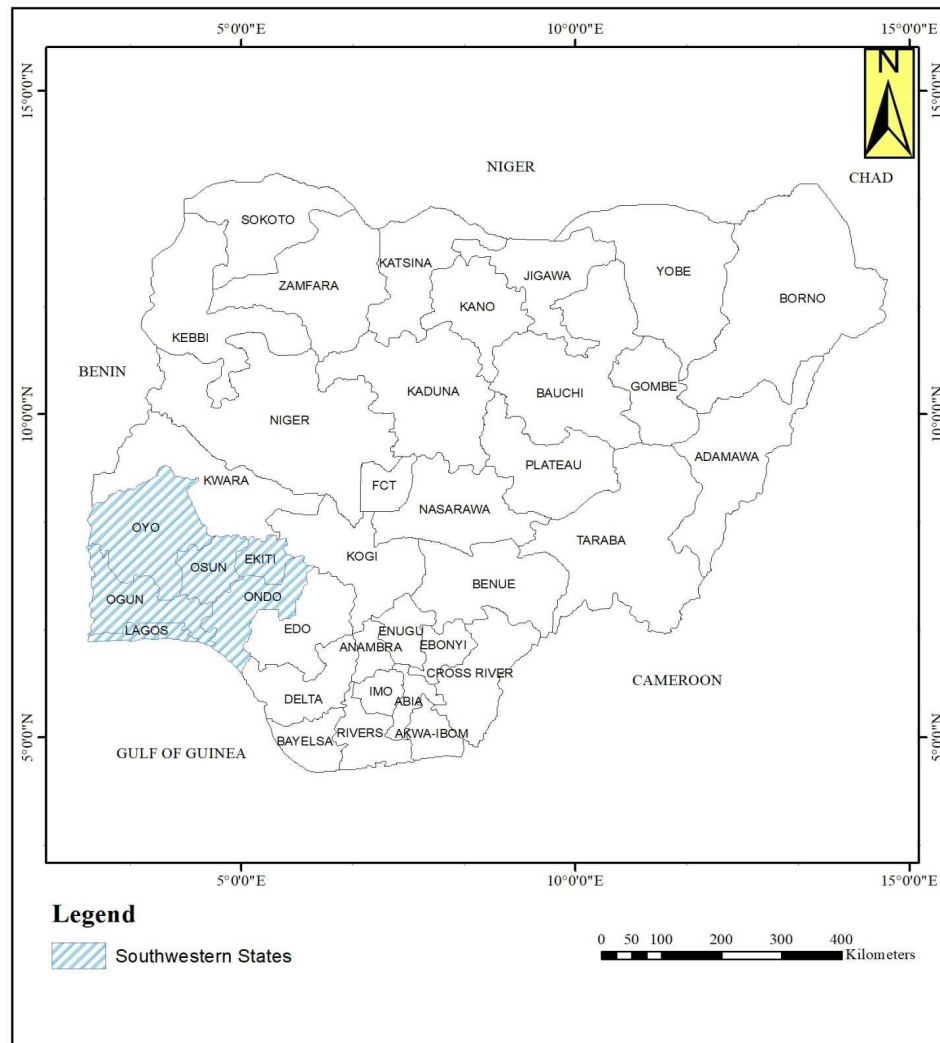 5°0'0"E 10°0'0"E 15°0'0"E
N
15°0'0"N 15°0'0"N
NIGER
CHAD
SOKOTO
KATSINA
JIGAWA
YOBE
ZAMFARA
BORNO
KANO
KEBBI
BENIN
KADUNA
BAUCHI
GOMBE
10°0'0"N 10°0'0"N
NIGER
ADAMAWA
PLATEAU
KWARA
FCT
NASARAWA
OYO
TARABA
KOGI
OSUN
EKITI
BENUE
OGUN
ONDO
LAGOS
EDO
ENUGU
ANAMBRA
EBONYI
CROSS RIVER
CAMEROON
IMO
DELTA
ABIA
RIVERS
AKWA-IBOM
BAYELSA
5°0'0"N 5°0'0"N
GULF OF GUINEA
5°0'0"E 10°0'0"E 15°0'0"E
Legend
Southwestern States
0 50 100 200 300 400
Kilometers